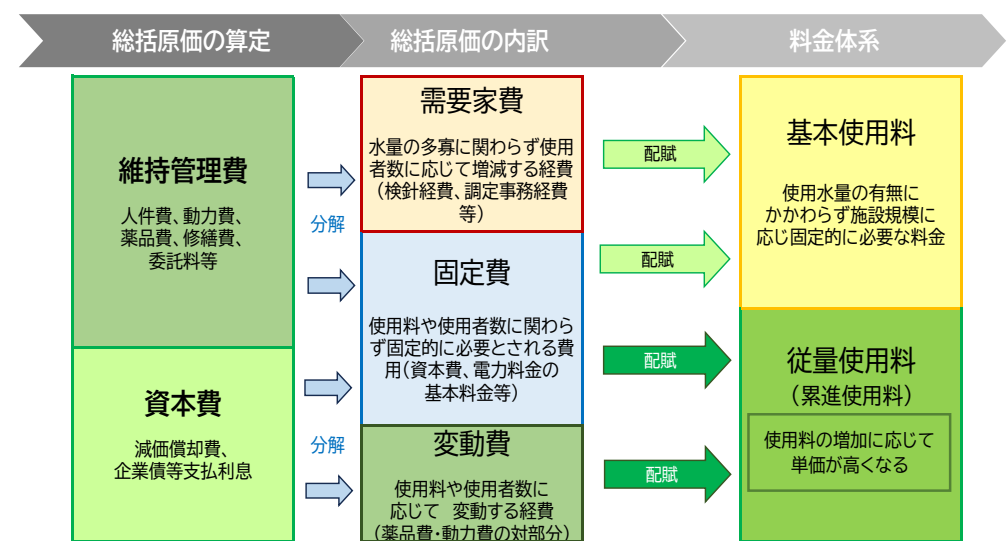 総括原価の算定
総括原価の内訳
料金体系
維持管理費
人件費、動力費、
薬品費、修繕費、
委託料等
資本費
減価償却費、
企業債等支払利息
分解
分解
需要家費
水量の多寡に関わらず使用
者数に応じて増減する経費
(検針経費、調定事務経費
等)
固定費
使用料や使用者数に関わら
ず固定的に必要とされる費
用(資本費、電力料金の
基本料金等)
変動費
使用料や使用者数に
応じて 変動する経費
(薬品費・動力費の対部分)
配賦
配賦
配賦
配賦
基本使用料
使用水量の有無に
かかわらず施設規模に
応じ固定的に必要な料金
従量使用料
(累進使用料)
使用料の増加に応じて
単価が高くなる